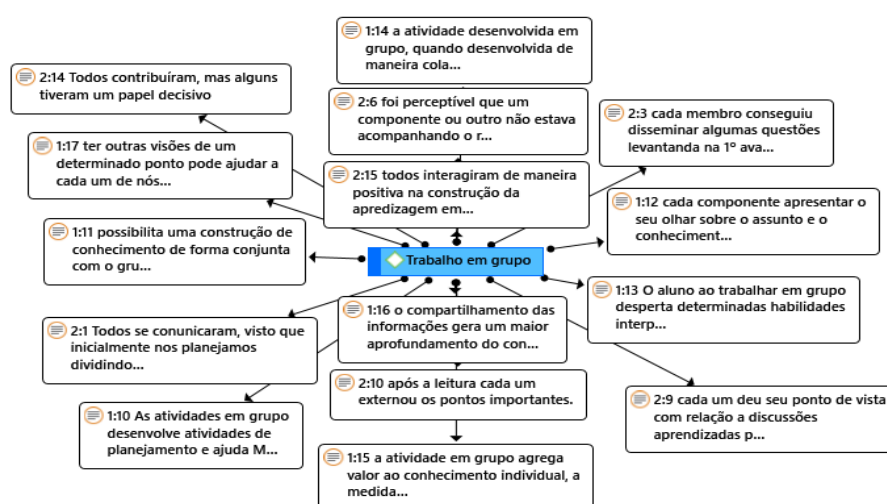 1:14 a atividade desenvolvida em
grupo, quando desenvolvida de
maneira cola...
2:14 Todos contribuíram, mas alguns
tiveram um papel decisivo
2:6 foi perceptível que um
componente ou outro não estava
acompanhando o r...
2:3 cada membro conseguiu
disseminar algumas questões
levantanda na 1º ava...
1:17 ter outras visões de um
determinado ponto pode ajudar a
cada um de nós...
2:15 todos interagiram de maneira
positiva na construção da
apredizagem em...
1:12 cada componente apresentar o
seu olhar sobre o assunto e o
conheciment...
1:11 possibilita uma construção de
conhecimento de forma conjunta
com o gru...
Trabalho em grupo
1:13 O aluno ao trabalhar em grupo
desperta determinadas habilidades
interp...
1:16 o compartilhamento das
informações gera um maior
aprofundamento do con...
2:1 Todos se conunicaram, visto que
inicialmente nos planejamos
dividindo...
2:10 após a leitura cada um
externou os pontos importantes.
2:9 cada um deu seu ponto de vista
com relação a discussões
aprendizadas p...
1:10 As atividades em grupo
desenvolve atividades de
planejamento e ajuda M...
1:15 a atividade em grupo agrega
valor ao conhecimento individual, a
medida...